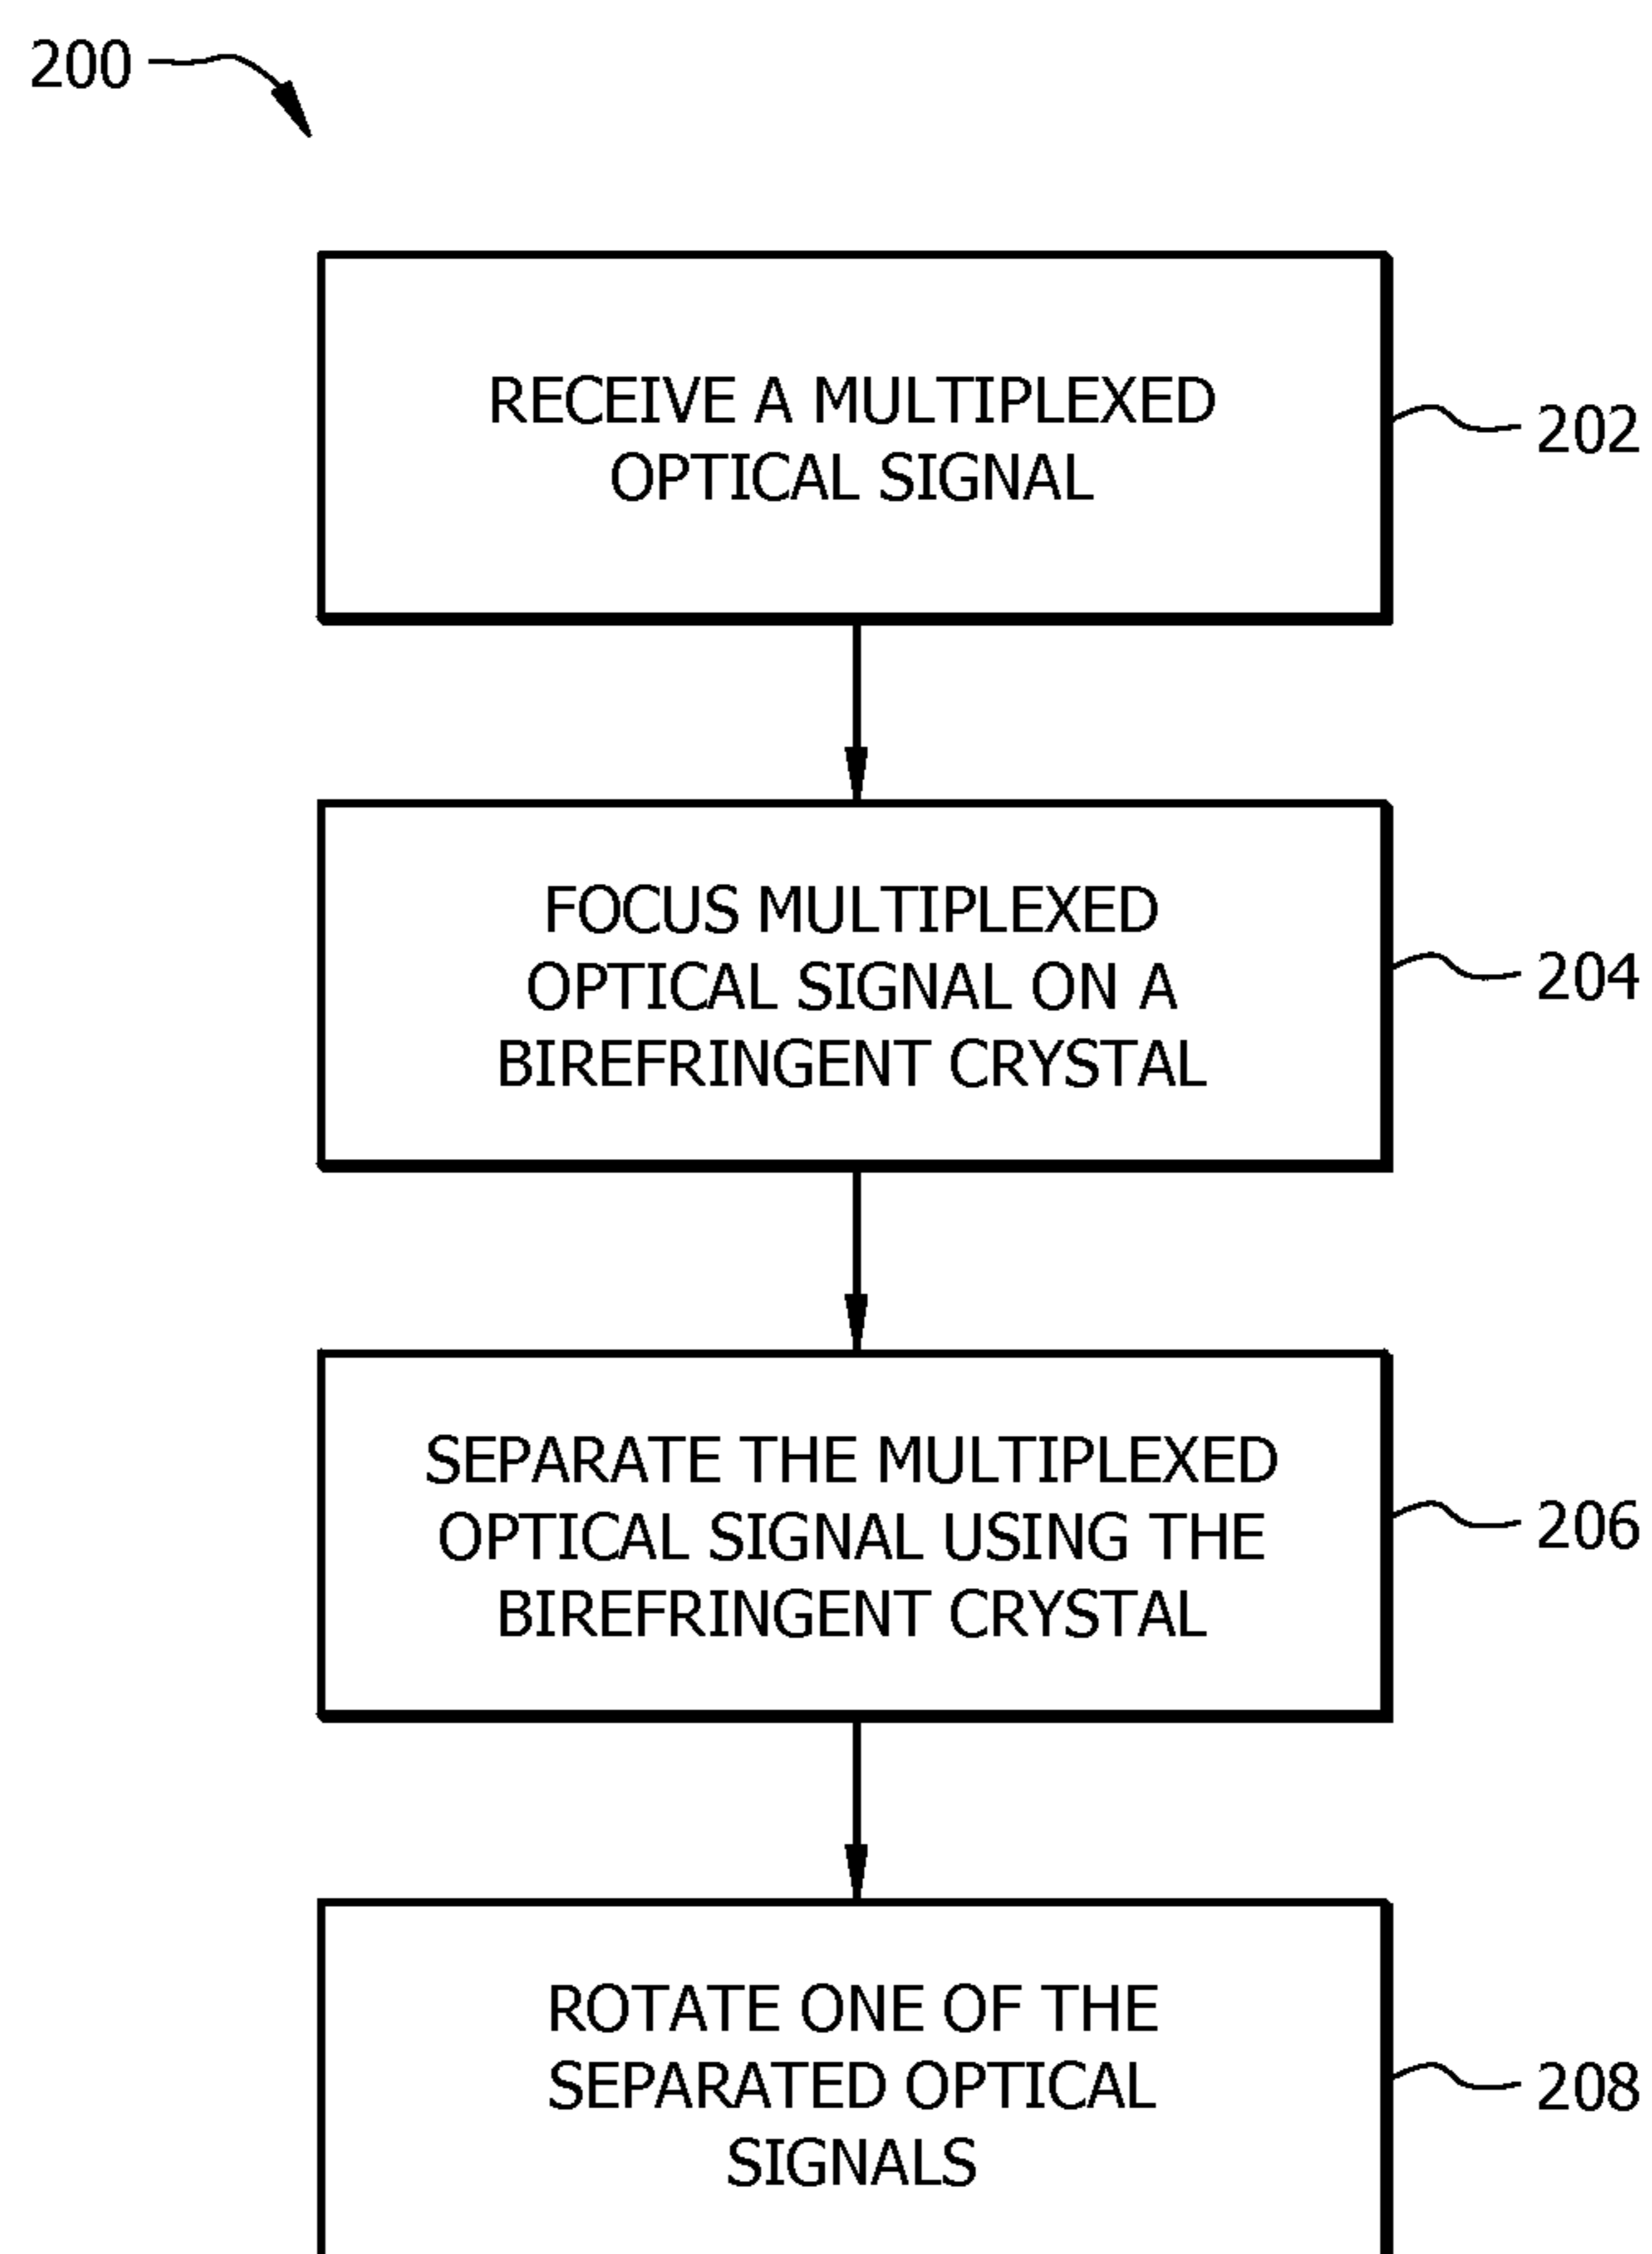 200
RECEIVE A MULTIPLEXED
OPTICAL SIGNAL
202
FOCUS MULTIPLEXED
OPTICAL SIGNAL ON A
BIREFRINGENT CRYSTAL
204
SEPARATE THE MULTIPLEXED
OPTICAL SIGNAL USING THE
BIREFRINGENT CRYSTAL
206
ROTATE ONE OF THE
SEPARATED OPTICAL
SIGNALS
208